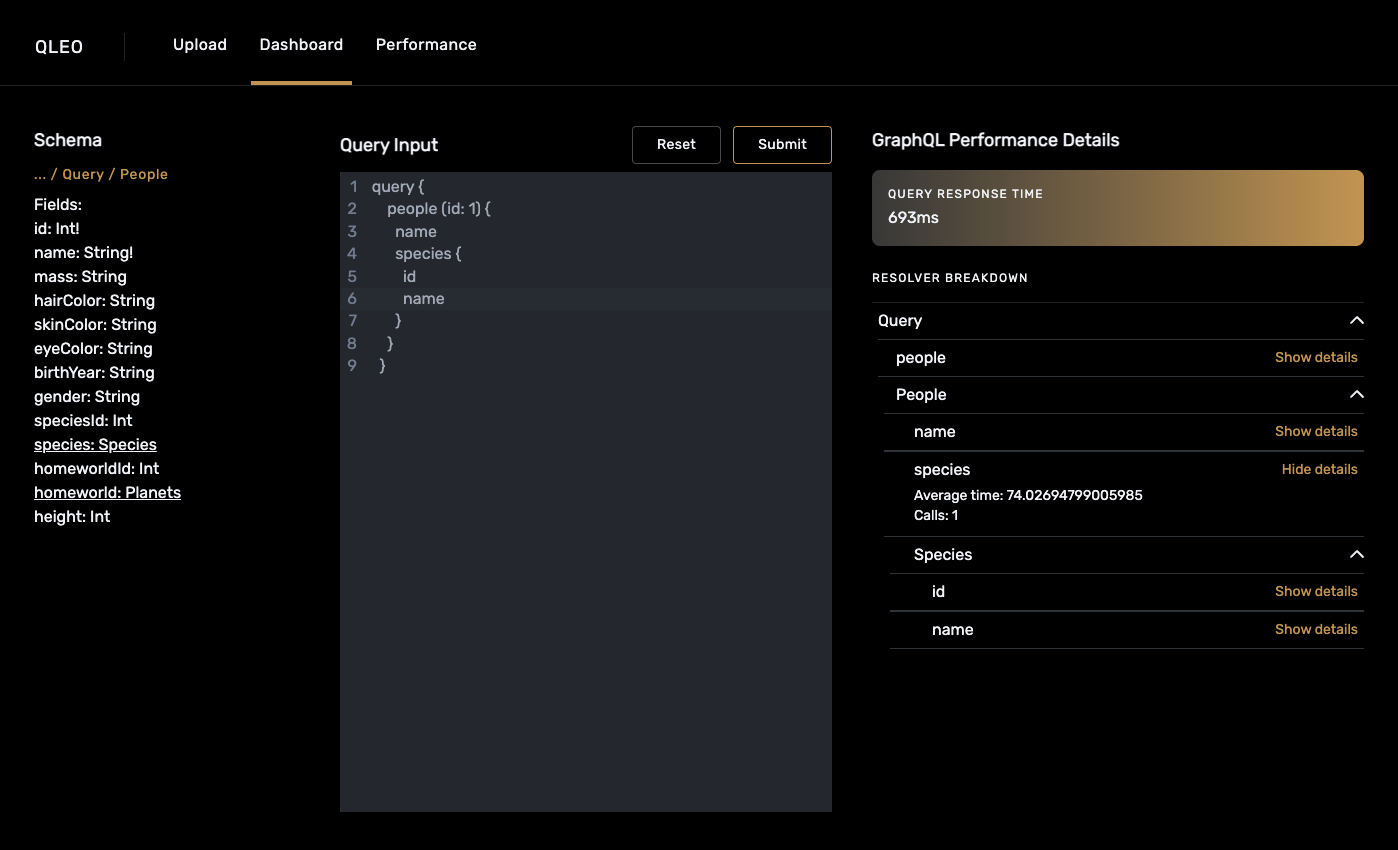 QLEO
Upload Dashboard Performance
Schema
... / Query / People
Fields:
id: Int!
name: String!
mass: String
hairColor: String
skinColor: String
eyeColor: String
birthYear: String
gender: String
speciesId: Int
species: Species
homeworldId: Int
homeworld: Planets
height: Int
Query Input
Reset Submit
1 query {
2 people (id: 1) {
3 name
4 species {
5 id
6 name
7 }
8 }
9 }
GraphQL Performance Details
QUERY RESPONSE TIME
693ms
RESOLVER BREAKDOWN
Query
people Show details
People
name Show details
species Hide details
Average time: 74.02694799005985
Calls: 1
Species
id Show details
name Show details